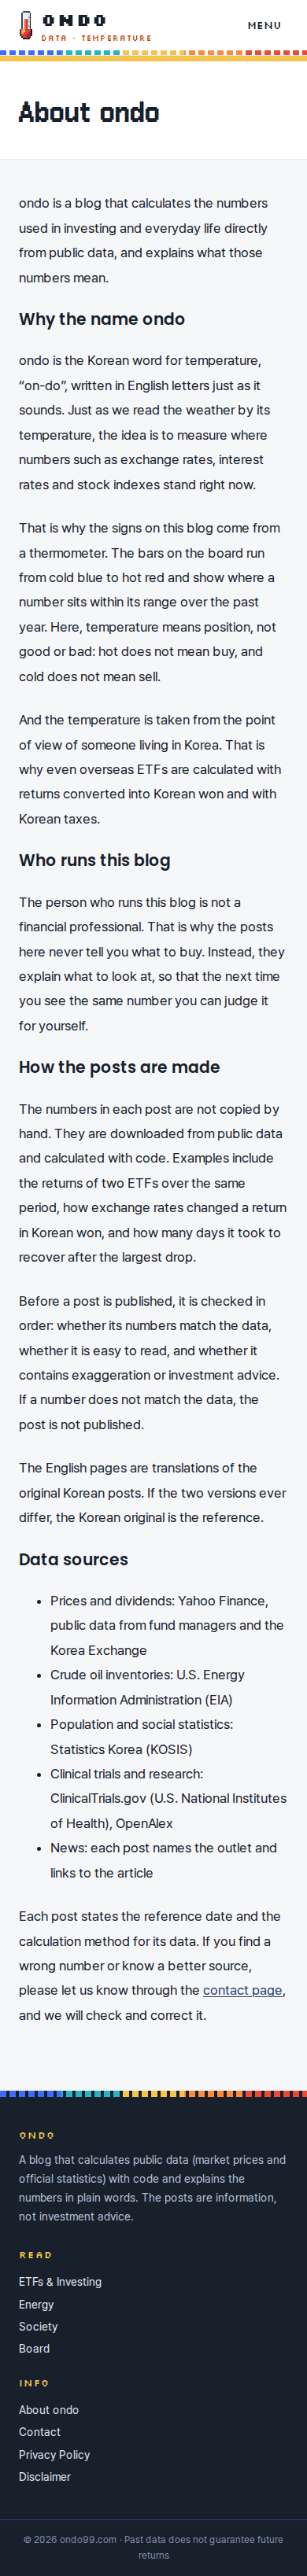 ONDO
DATA · TEMPERATURE
MENU
About ondo
ondo is a blog that calculates the numbers
used in investing and everyday life directly
from public data, and explains what those
numbers mean.
Why the name ondo
ondo is the Korean word for temperature,
“on-do”, written in English letters just as it
sounds. Just as we read the weather by its
temperature, the idea is to measure where
numbers such as exchange rates, interest
rates and stock indexes stand right now.
That is why the signs on this blog come from
a thermometer. The bars on the board run
from cold blue to hot red and show where a
number sits within its range over the past
year. Here, temperature means position, not
good or bad: hot does not mean buy, and
cold does not mean sell.
And the temperature is taken from the point
of view of someone living in Korea. That is
why even overseas ETFs are calculated with
returns converted into Korean won and with
Korean taxes.
Who runs this blog
The person who runs this blog is not a
financial professional. That is why the posts
here never tell you what to buy. Instead, they
explain what to look at, so that the next time
you see the same number you can judge it
for yourself.
How the posts are made
The numbers in each post are not copied by
hand. They are downloaded from public data
and calculated with code. Examples include
the returns of two ETFs over the same
period, how exchange rates changed a return
in Korean won, and how many days it took to
recover after the largest drop.
Before a post is published, it is checked in
order: whether its numbers match the data,
whether it is easy to read, and whether it
contains exaggeration or investment advice.
If a number does not match the data, the
post is not published.
The English pages are translations of the
original Korean posts. If the two versions ever
differ, the Korean original is the reference.
Data sources
• Prices and dividends: Yahoo Finance,
public data from fund managers and the
Korea Exchange
• Crude oil inventories: U.S. Energy
Information Administration (EIA)
• Population and social statistics:
Statistics Korea (KOSIS)
• Clinical trials and research:
ClinicalTrials.gov (U.S. National Institutes
of Health), OpenAlex
• News: each post names the outlet and
links to the article
Each post states the reference date and the
calculation method for its data. If you find a
wrong number or know a better source,
please let us know through the contact page,
and we will check and correct it.
ONDO
A blog that calculates public data (market prices and
official statistics) with code and explains the
numbers in plain words. The posts are information,
not investment advice.
READ
ETFs & Investing
Energy
Society
Board
INFO
About ondo
Contact
Privacy Policy
Disclaimer
© 2026 ondo99.com · Past data does not guarantee future
returns